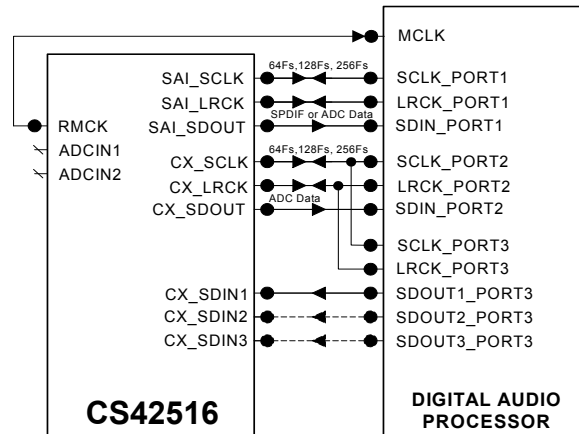 MCLK
64Fs,128Fs, 256Fs
SAI_SCLK
SCLK_PORT1
SAI_LRCK
LRCK_PORT1
SPDIF or ADC Data
RMCK
SAI_SDOUT
SDIN_PORT1
ADCIN1
64Fs,128Fs, 256Fs
CX_SCLK
SCLK_PORT2
ADCIN2
CX_LRCK
LRCK_PORT2
ADC Data
CX_SDOUT
SDIN_PORT2
SCLK_PORT3
LRCK_PORT3
CX_SDIN1
SDOUT1_PORT3
CX_SDIN2
SDOUT2_PORT3
CX_SDIN3
SDOUT3_PORT3
CS42516
DIGITAL AUDIO
PROCESSOR